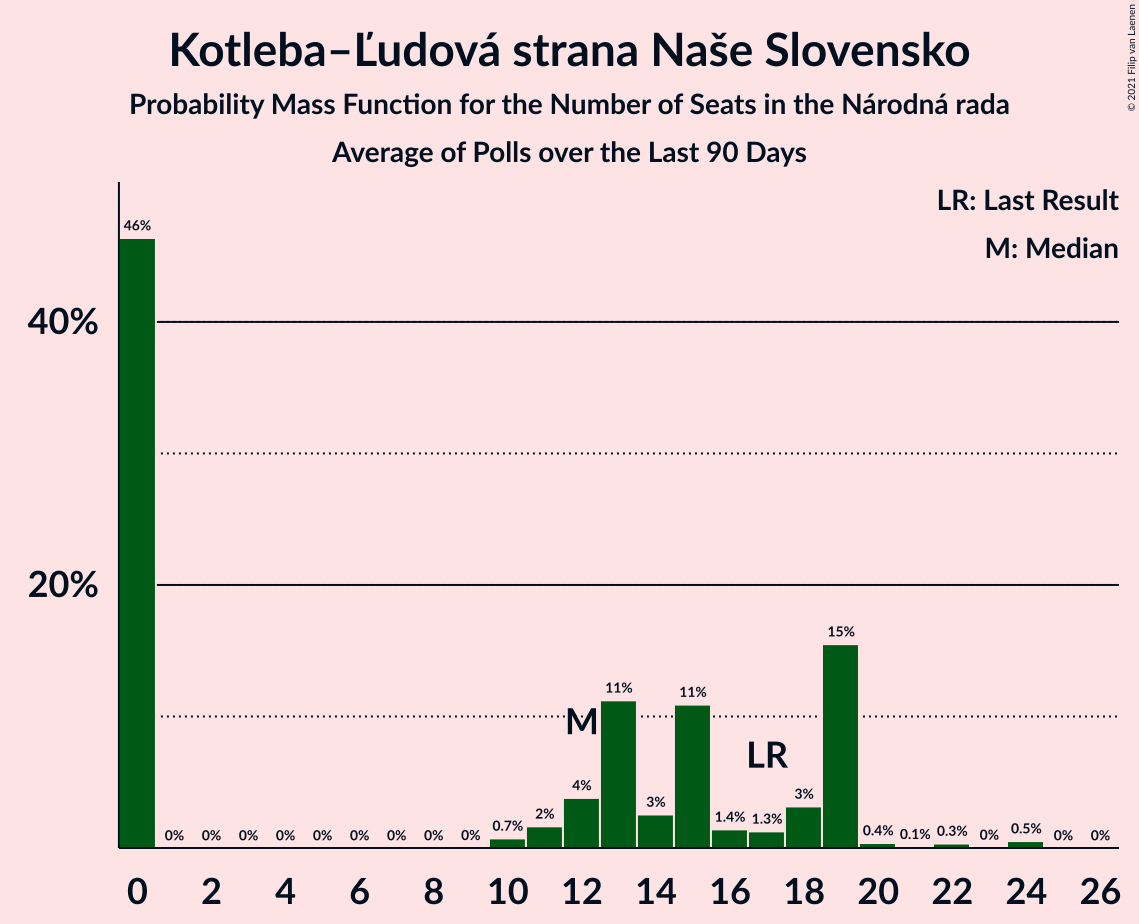 Kotleba–Ľudová strana Naše Slovensko
Probability Mass Function for the Number of Seats in the Národná rada
Average of Polls over the Last 90 Days
© 2021 Filip van Laenen
LR: Last Result
M: Median
46%
40%
20%
15%
11%
11%
M
LR
4%
3%
3%
2%
0.7%
1.4%
1.3%
0% 0% 0% 0% 0% 0% 0% 0% 0%
0.4% 0.1% 0.3% 0% 0.5% 0% 0%
0 2 4 6 8 10 12 14 16 18 20 22 24 26